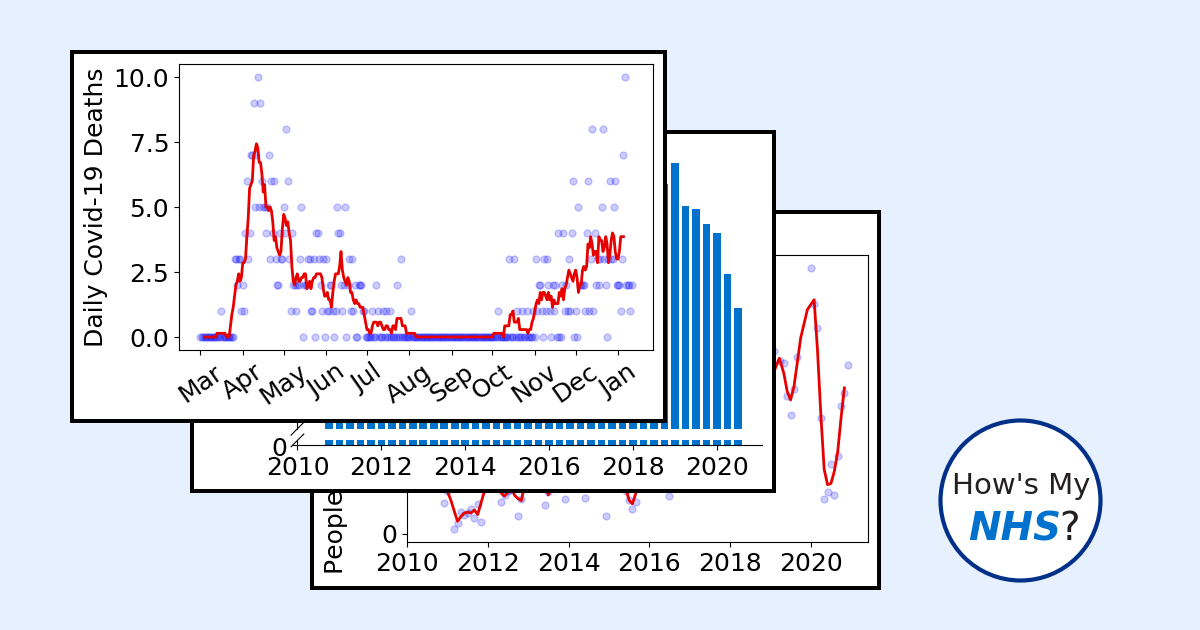 Daily Covid-19 Deaths
10.0
7.5
5.0
2.5
0.0
Mar Apr May Jun Jul Aug Sep Oct Nov Dec Jan
0
2010 2012 2014 2016 2018 2020
People
0
2010 2012 2014 2016 2018 2020
How's My
NHS?